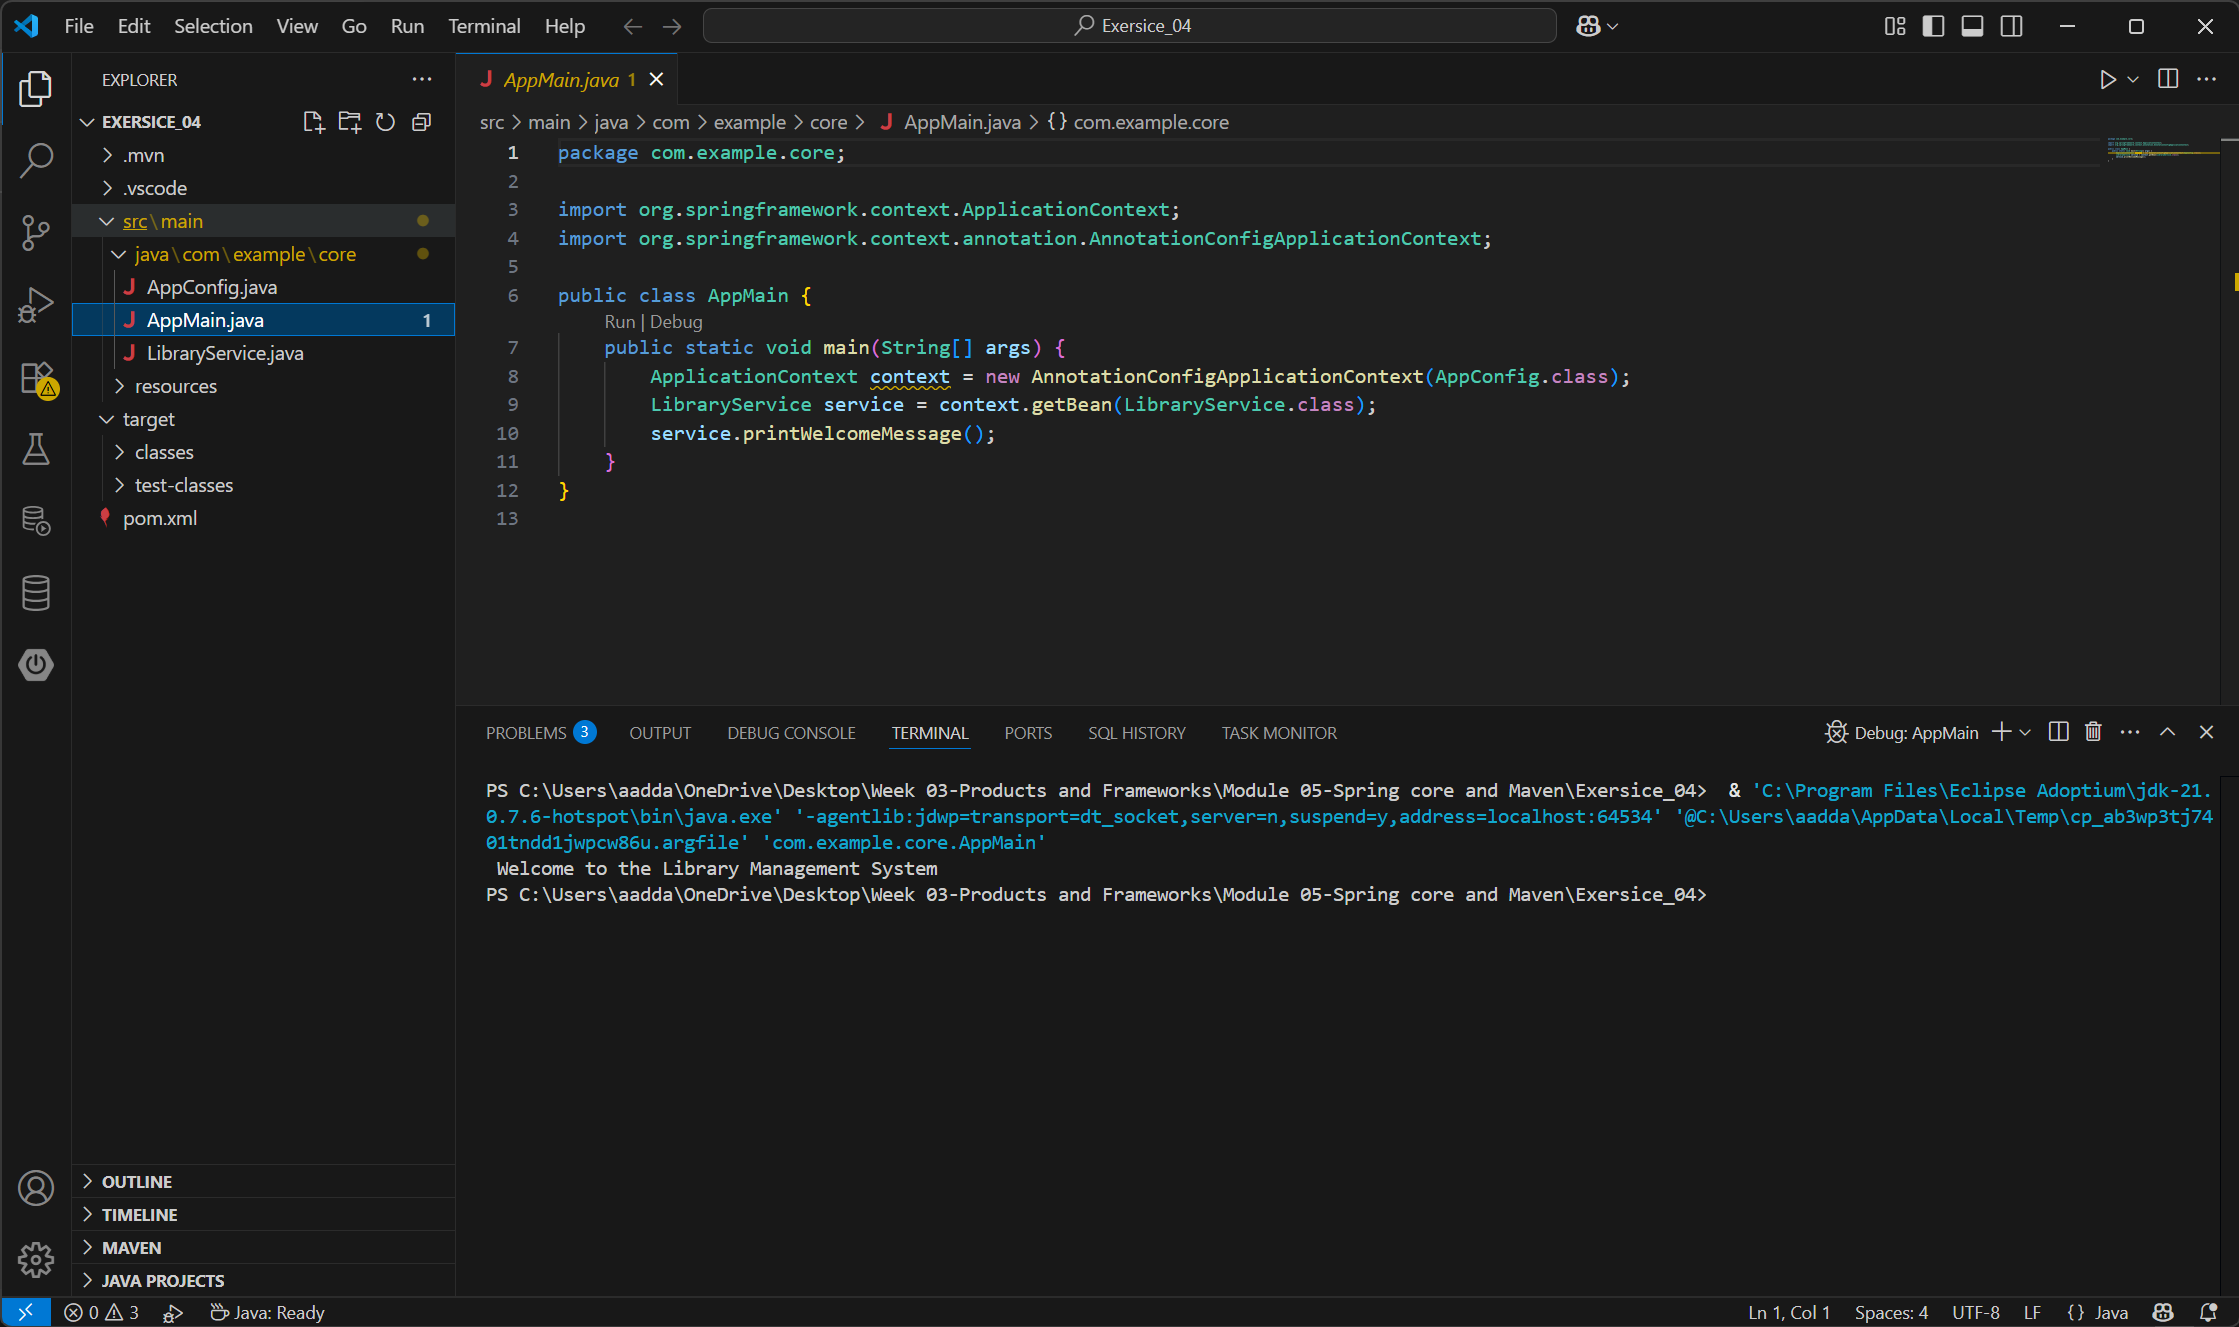 File Edit Selection View Go Run Terminal Help
Exersice_04
EXPLORER
EXERSICE_04
.mvn
.vscode
src\main
java\com\example\core
AppConfig.java
AppMain.java 1
LibraryService.java
resources
target
classes
test-classes
pom.xml
OUTLINE
TIMELINE
MAVEN
JAVA PROJECTS
AppMain.java 1
src > main > java > com > example > core > AppMain.java > {} com.example.core
1 package com.example.core;
2
3 import org.springframework.context.ApplicationContext;
4 import org.springframework.context.annotation.AnnotationConfigApplicationContext;
5
6 public class AppMain {
Run | Debug
7 public static void main(String[] args) {
8 ApplicationContext context = new AnnotationConfigApplicationContext(AppConfig.class);
9 LibraryService service = context.getBean(LibraryService.class);
10 service.printWelcomeMessage();
11 }
12 }
13
PROBLEMS 3 OUTPUT DEBUG CONSOLE TERMINAL PORTS SQL HISTORY TASK MONITOR
Debug: AppMain
PS C:\Users\aadda\OneDrive\Desktop\Week 03-Products and Frameworks\Module 05-Spring core and Maven\Exersice_04>  & 'C:\Program Files\Eclipse Adoptium\jdk-21.
0.7.6-hotspot\bin\java.exe' '-agentlib:jdwp=transport=dt_socket,server=n,suspend=y,address=localhost:64534' '@C:\Users\aadda\AppData\Local\Temp\cp_ab3wp3tj74
01tndd1jwpcw86u.argfile' 'com.example.core.AppMain'
Welcome to the Library Management System
PS C:\Users\aadda\OneDrive\Desktop\Week 03-Products and Frameworks\Module 05-Spring core and Maven\Exersice_04>
0 3 Java: Ready
Ln 1, Col 1 Spaces: 4 UTF-8 LF {} Java